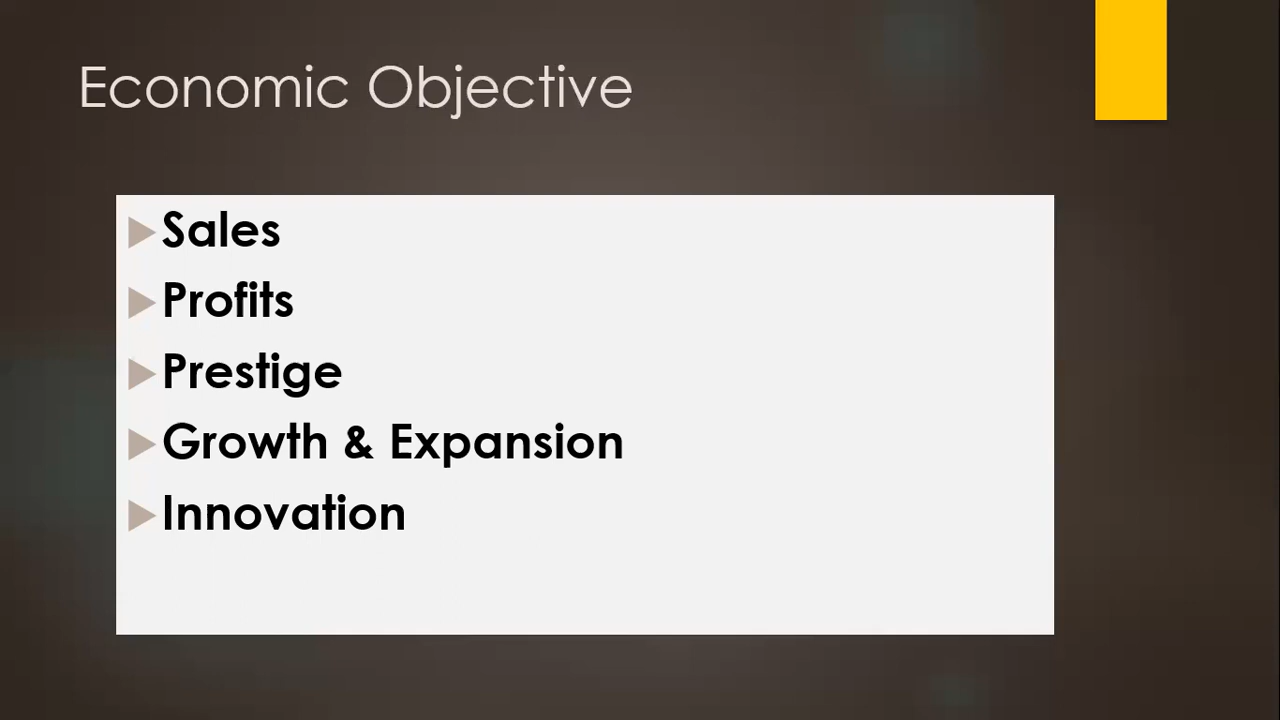 Economic Objective
Sales
Profits
Prestige
Growth & Expansion
Innovation